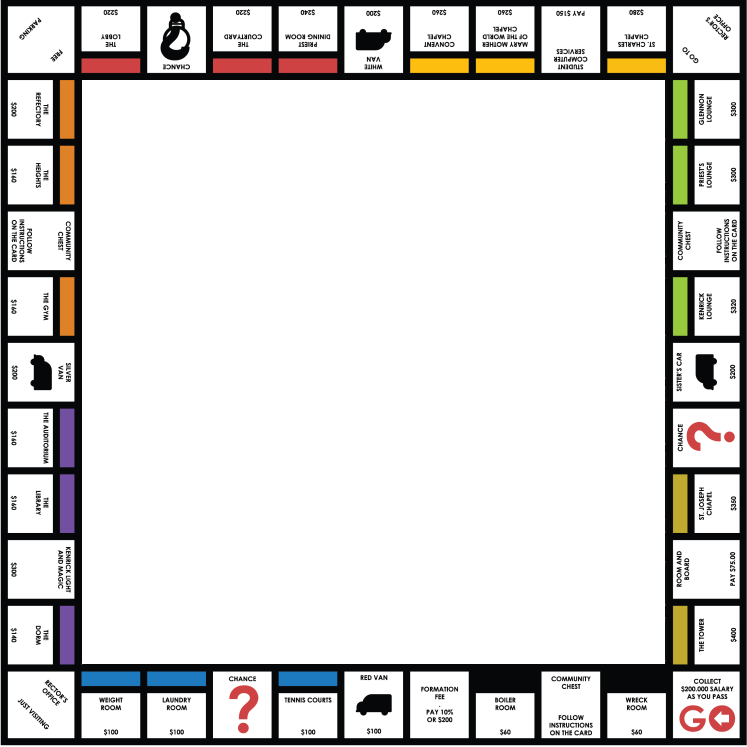 FREE
PARKING
THE
LOBBY
$220
CHANCE
THE
COURTYARD
$220
PRIEST
DINING ROOM
$240
WHITE
VAN
$200
CONVENT
CHAPEL
$260
MARY MOTHER
OF THE WORLD
CHAPEL
$260
STUDENT
COMPUTER
SERVICES
PAY $150
ST. CHARLES
CHAPEL
$280
GO TO
RECTOR'S
OFFICE
THE
REFECTORY
$200
THE
HEIGHTS
$160
COMMUNITY
CHEST
FOLLOW
INSTRUCTIONS
ON THE CARD
THE GYM
$160
SILVER
VAN
$200
THE AUDITORIUM
$160
THE
LIBRARY
$160
KENRICK LIGHT
AND MAGIC
$300
THE
DORM
$140
GLENNON
LOUNGE
$300
PRIEST'S
LOUNGE
$300
COMMUNITY
CHEST
FOLLOW
INSTRUCTIONS
ON THE CARD
KENRICK
LOUNGE
$320
SISTER'S CAR
$200
CHANCE
?
ST. JOSEPH
CHAPEL
$350
ROOM AND
BOARD
PAY $75.00
THE TOWER
$400
RECTOR'S
OFFICE
JUST VISITING
WEIGHT
ROOM
$100
LAUNDRY
ROOM
$100
CHANCE
?
TENNIS COURTS
$100
RED VAN
$100
FORMATION
FEE
.
PAY 10%
OR $200
BOILER
ROOM
$60
COMMUNITY
CHEST
FOLLOW
INSTRUCTIONS
ON THE CARD
WRECK
ROOM
$60
COLLECT
$200.000 SALARY
AS YOU PASS
GO